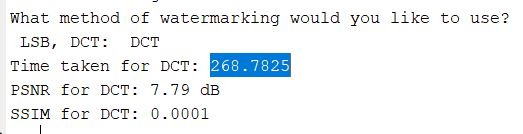 What method of watermarking would you like to use?
LSB, DCT: DCT
Time taken for DCT: 268.7825
PSNR for DCT: 7.79 dB
SSIM for DCT: 0.0001